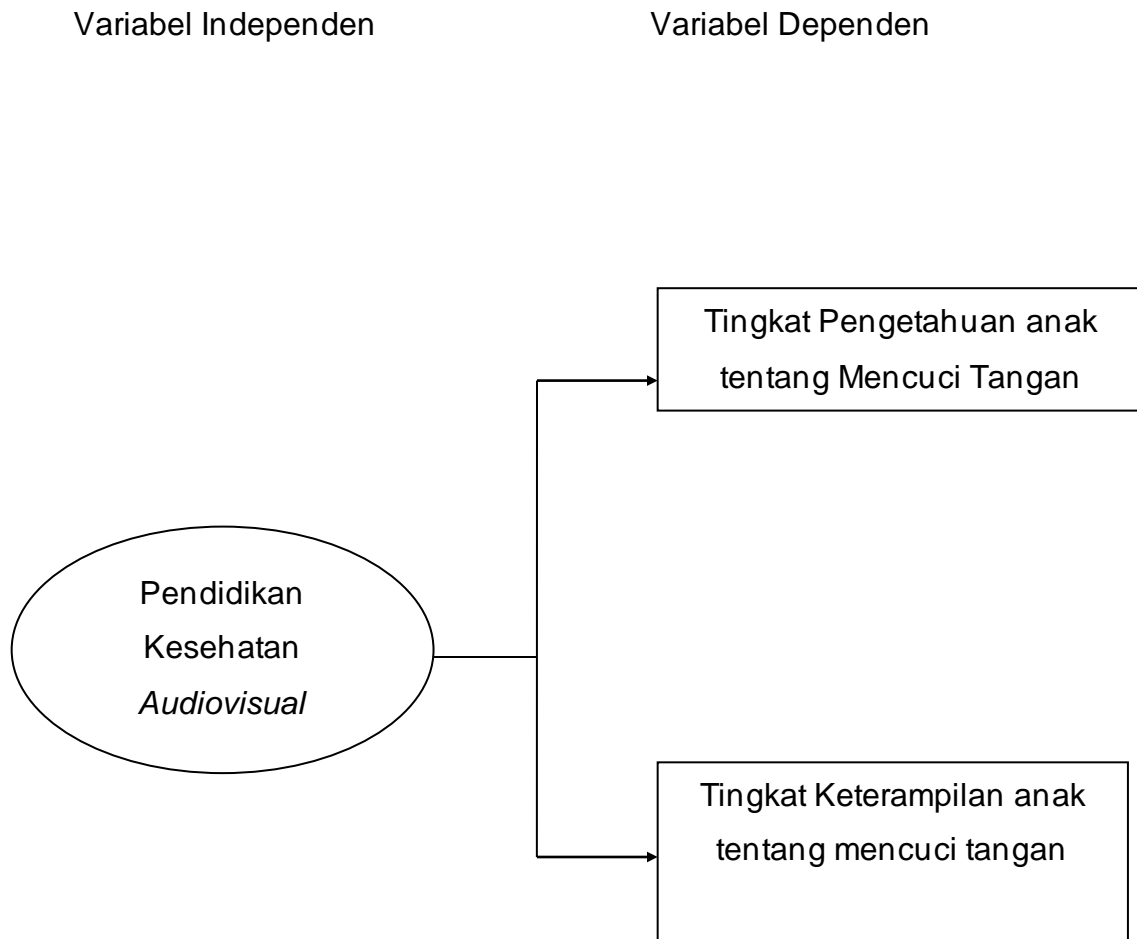 Variabel Independen
Variabel Dependen
Tingkat Pengetahuan anak
tentang Mencuci Tangan
Pendidikan
Kesehatan
Audiovisual
Tingkat Keterampilan anak
tentang mencuci tangan